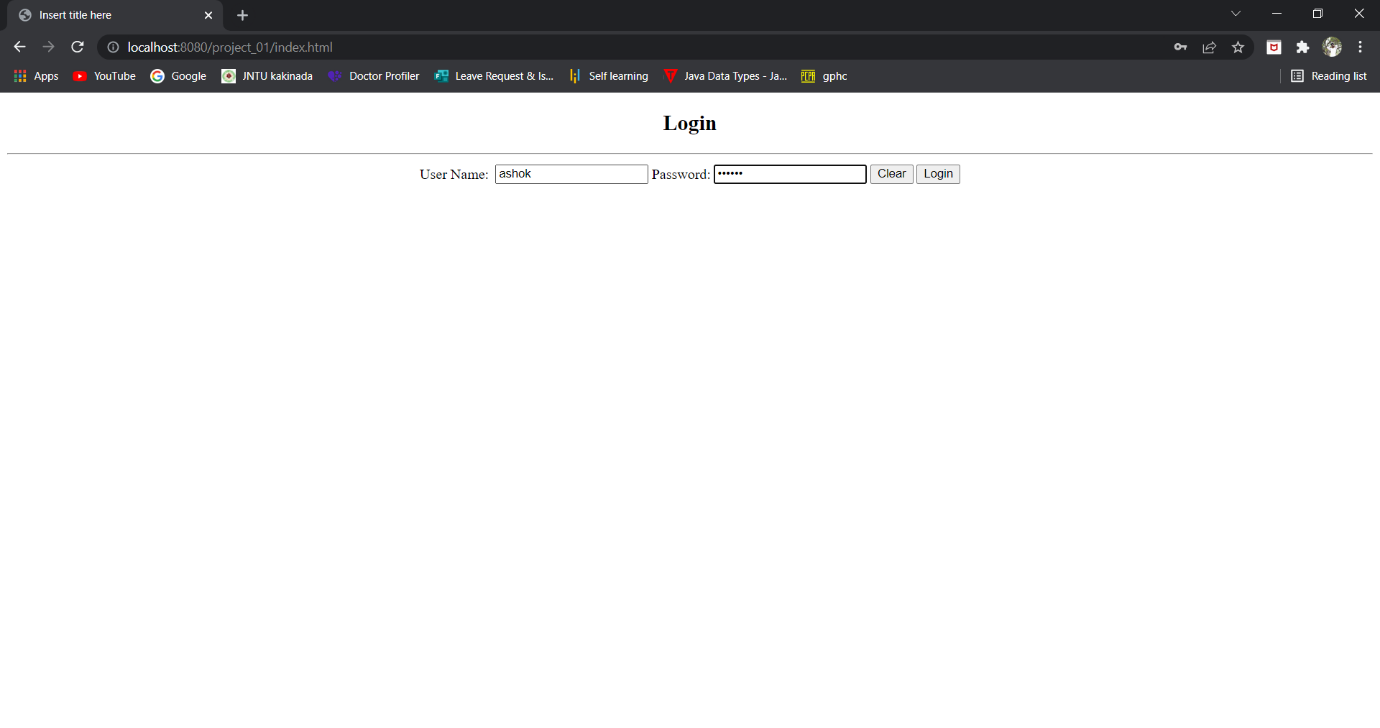 Insert title here
localhost:8080/project_01/index.html
Apps YouTube Google JNTU kakinada Doctor Profiler Leave Request & Is... Self learning Java Data Types - Ja... gphc Reading list
Login
User Name: ashok Password: •••••• Clear Login